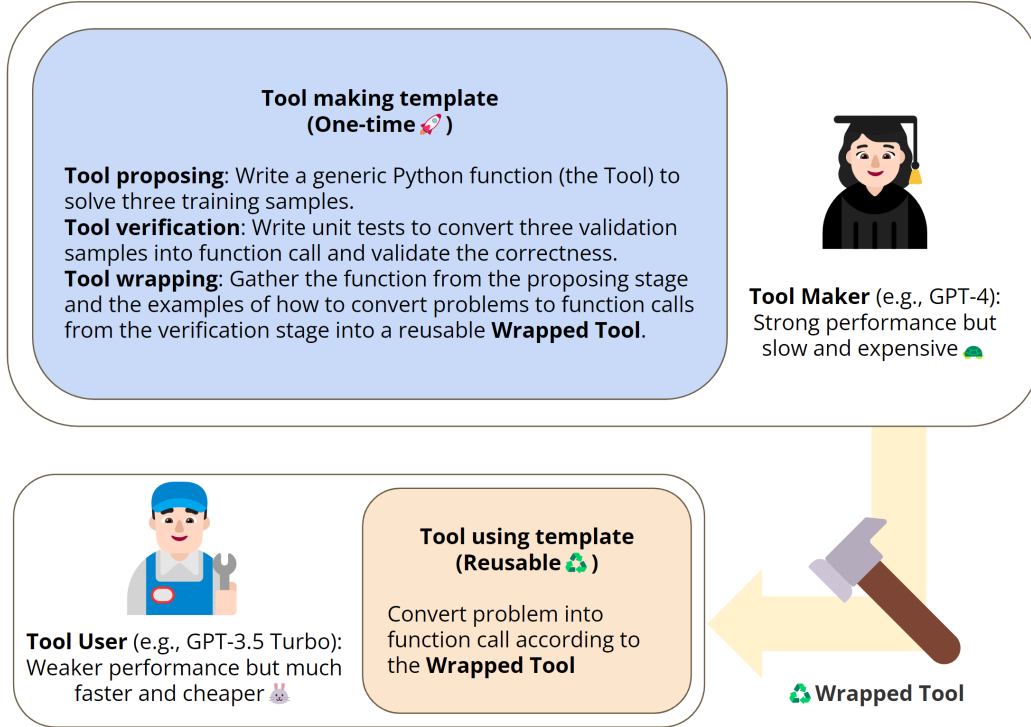 Tool making template
(One-time🚀)
Tool proposing: Write a generic Python function (the Tool) to
solve three training samples.
Tool verification: Write unit tests to convert three validation
samples into function call and validate the correctness.
Tool wrapping: Gather the function from the proposing stage
and the examples of how to convert problems to function calls
from the verification stage into a reusable Wrapped Tool.
Tool Maker (e.g., GPT-4):
Strong performance but
slow and expensive🐢
Tool User (e.g., GPT-3.5 Turbo):
Weaker performance but much
faster and cheaper🐰
Tool using template
(Reusable♻️)
Convert problem into
function call according to
the Wrapped Tool
♻️Wrapped Tool